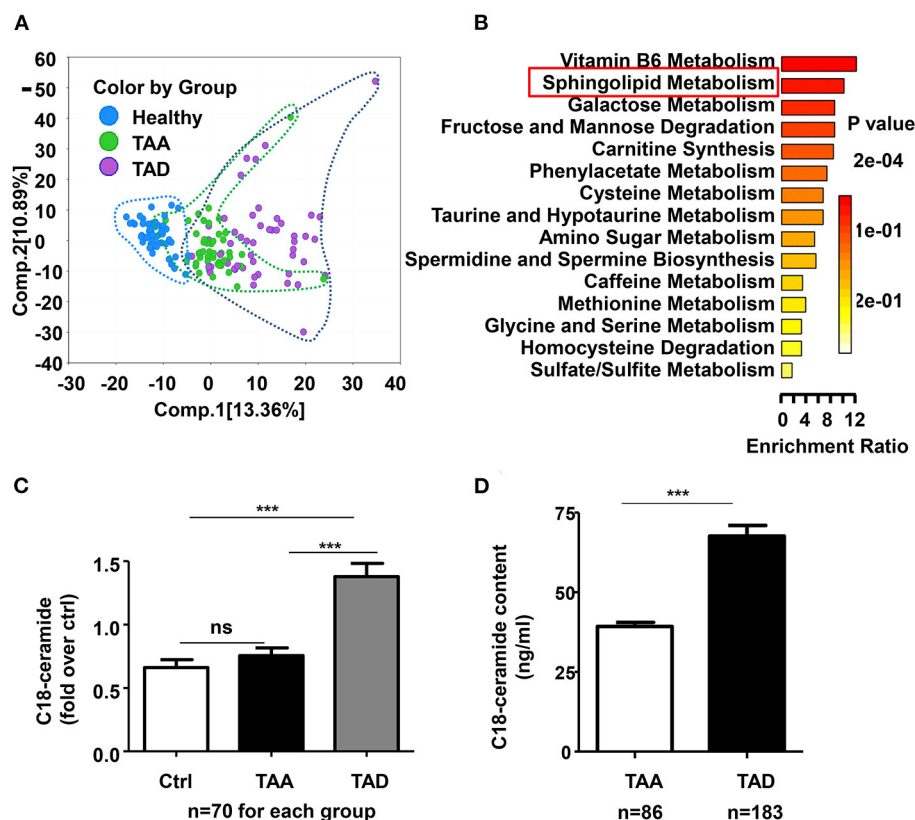 A
60
50
40
30
20
10
0
-10
-20
-30
-40
-30
-20
-10
0
10
20
30
40
Comp.2[10.89%]
Comp.1[13.36%]
Color by Group
Healthy
TAA
TAD
B
Vitamin B6 Metabolism
Sphingolipid Metabolism
Galactose Metabolism
Fructose and Mannose Degradation
Carnitine Synthesis
Phenylacetate Metabolism
Cysteine Metabolism
Taurine and Hypotaurine Metabolism
Amino Sugar Metabolism
Spermidine and Spermine Biosynthesis
Caffeine Metabolism
Methionine Metabolism
Glycine and Serine Metabolism
Homocysteine Degradation
Sulfate/Sulfite Metabolism
P value
2e-04
1e-01
2e-01
0 4 8 12
Enrichment Ratio
C
***
***
ns
C18-ceramide
(fold over ctrl)
1.5
1.0
0.5
0.0
Ctrl TAA TAD
n=70 for each group
D
***
C18-ceramide content
(ng/ml)
75
50
25
0
TAA TAD
n=86 n=183